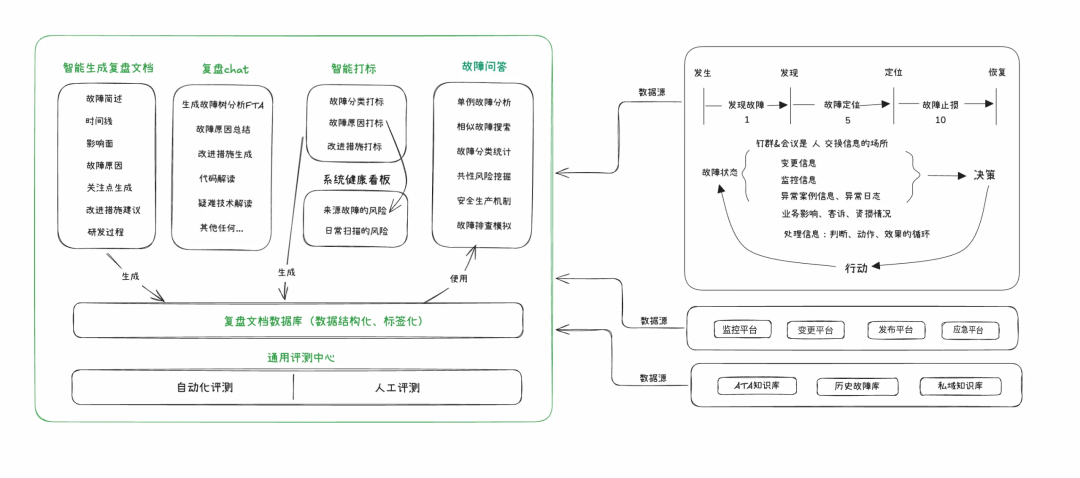 智能生成复盘文档
故障简述
时间线
影响面
故障原因
关注点生成
改进措施建议
研发过程
复盘chat
生成故障树分析FTA
故障原因总结
改进措施生成
代码解读
疑难技术解读
其他任何...
智能打标
故障分类打标
故障原因打标
改进措施打标
系统健康看板
来源故障的风险
日常扫描的风险
故障问答
单例故障分析
相似故障搜索
故障分类统计
共性风险挖掘
安全生产机制
故障排查模拟
生成
生成
使用
复盘文档数据库（数据结构化、标签化）
通用评测中心
自动化评测
人工评测
数据源
数据源
数据源
发生
发现
定位
恢复
发现故障
1
故障定位
5
故障止损
10
钉群&会议是 人 交换信息的场所
变更信息
监控信息
异常案例信息、异常日志
业务影响、客诉、资损情况
处理信息：判断、动作、效果的循环
故障状态
决策
行动
监控平台
变更平台
发布平台
应急平台
ATA知识库
历史故障库
私域知识库